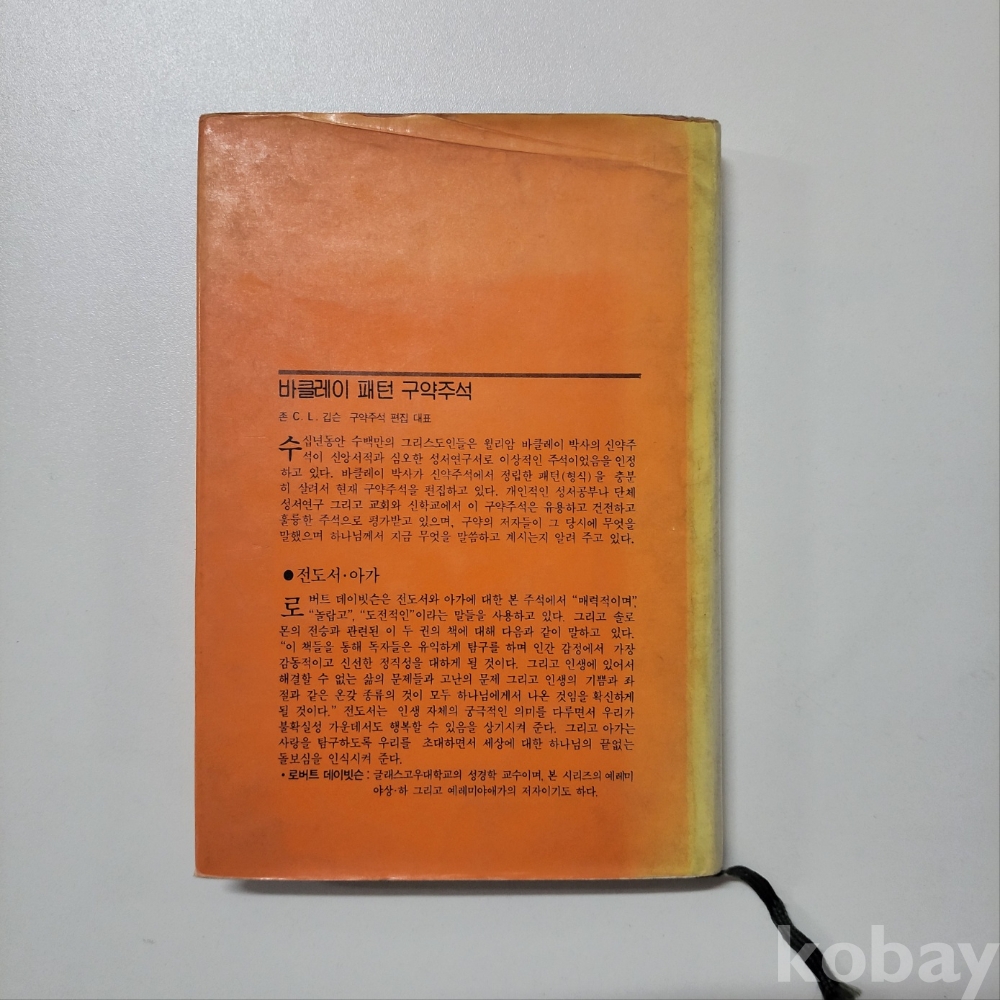 바클레이 패턴 구약주석
존 C. L. 깁슨 구약주석 편집 대표
수십년동안 수백만의 그리스도인들은 윌리암 바클레이 박사의 신약주
석이 신앙서적과 심오한 성서연구서로 이상적인 주석이었음을 인정
하고 있다. 바클레이 박사가 신약주석에서 정립한 패턴(형식)을 충분
히 살려서 현재 구약주석을 편집하고 있다. 개인적인 성서공부나 단체
성서연구 그리고 교회와 신학교에서 이 구약주석은 유용하고 건전하고
훌륭한 주석으로 평가받고 있으며, 구약의 저자들이 그 당시에 무엇을
말했으며 하나님께서 지금 무엇을 말씀하고 계시는지 알려 주고 있다.
● 전도서·아가
로버트 데이빗슨은 전도서와 아가에 대한 본 주석에서 “매력적이며”,
“놀랍고”, “도전적인”이라는 말들을 사용하고 있다. 그리고 솔로
몬의 전승과 관련된 이 두 권의 책에 대해 다음과 같이 말하고 있다.
“이 책들을 통해 독자들은 유익하게 탐구를 하며 인간 감정에서 가장
감동적이고 신선한 정직성을 대하게 될 것이다. 그리고 인생에 있어서
해결할 수 없는 삶의 문제들과 고난의 문제 그리고 인생의 기쁨과 좌
절과 같은 온갖 종류의 것이 모두 하나님에게서 나온 것임을 확신하게
될 것이다.” 전도서는 인생 자체의 궁극적인 의미를 다루면서 우리가
불확실성 가운데서도 행복할 수 있음을 상기시켜 준다. 그리고 아가는
사랑을 탐구하도록 우리를 초대하면서 세상에 대한 하나님의 끝없는
돌보심을 인식시켜 준다.
• 로버트 데이빗슨 : 글래스고우대학교의 성경학 교수이며, 본 시리즈의 예레미
야상·하 그리고 예레미야애가의 저자이기도 하다.
kobay